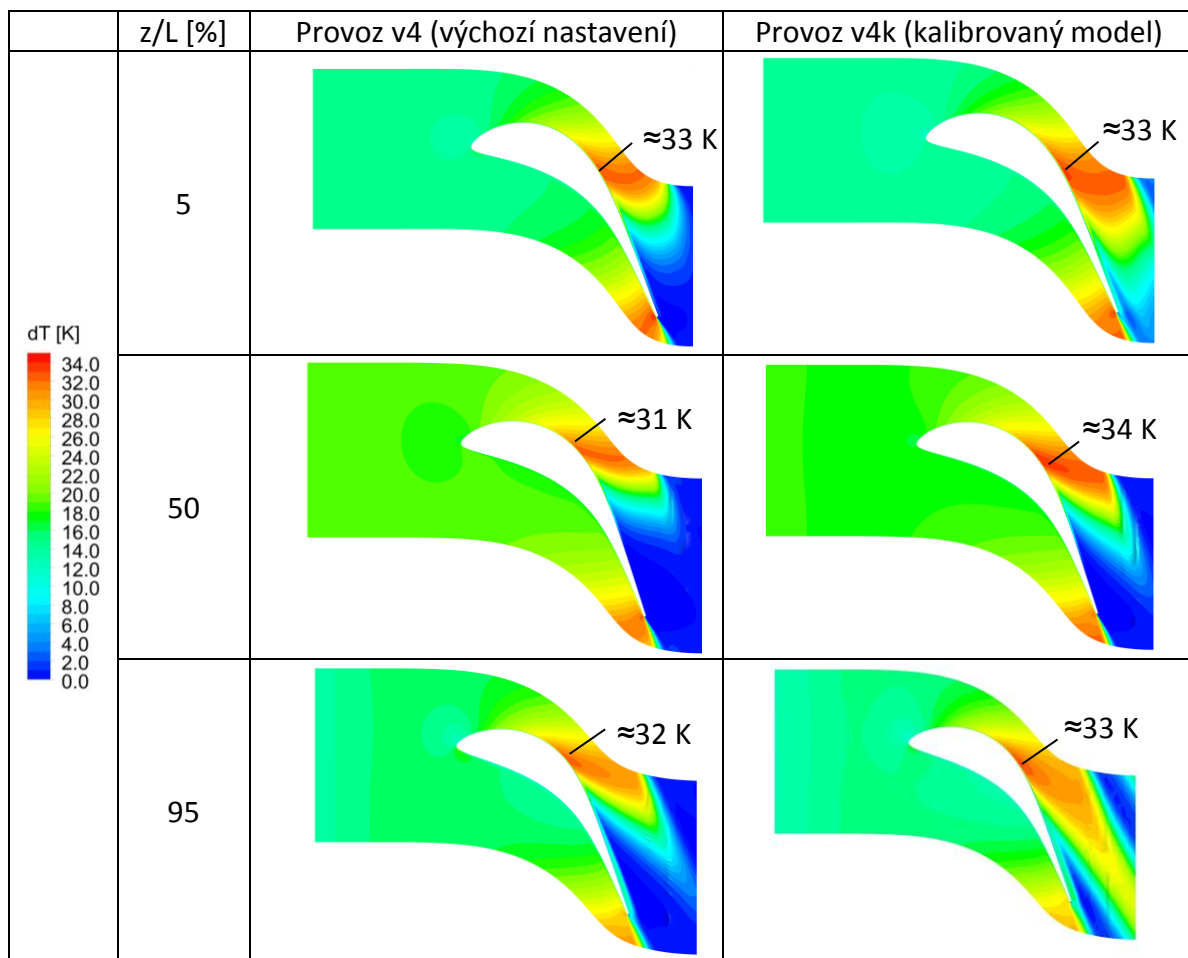 z/L [%]
Provoz v4 (výchozí nastavení)
Provoz v4k (kalibrovaný model)
5
≈33 K
≈33 K
dT [K]
34.0
32.0
30.0
28.0
26.0
24.0
22.0
20.0
18.0
16.0
14.0
12.0
10.0
8.0
6.0
4.0
2.0
0.0
50
≈31 K
≈34 K
95
≈32 K
≈33 K